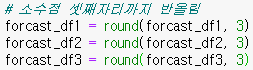 # 소수점 셋째자리까지 반올림
forcast_df1 = round(forcast_df1, 3)
forcast_df2 = round(forcast_df2, 3)
forcast_df3 = round(forcast_df3, 3)